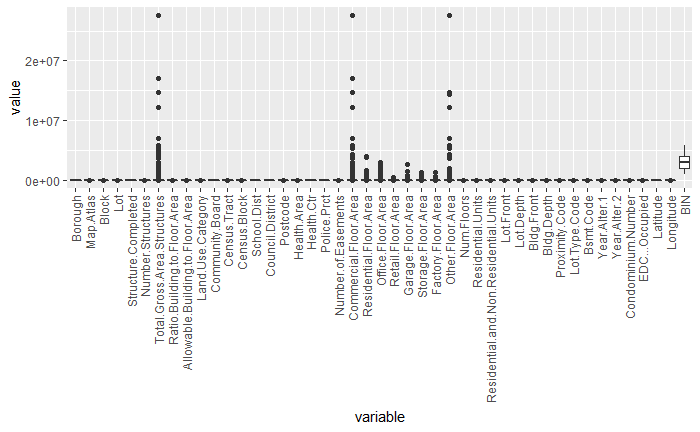 value
2e+07
1e+07
0e+00
Borough
Map.Atlas
Block
Lot
Structure.Completed
Number.Structures
Total.Gross.Area.Structures
Ratio.Building.to.Floor.Area
Allowable.Building.to.Floor.Area
Land.Use.Category
Community.Board
Census.Tract
Census.Block
School.Dist
Council.District
Postcode
Health.Area
Health.Ctr
Police.Prct
Number.of.Easements
Commercial.Floor.Area
Residential.Floor.Area
Office.Floor.Area
Retail.Floor.Area
Garage.Floor.Area
Storage.Floor.Area
Factory.Floor.Area
Other.Floor.Area
Num.Floors
Residential.Units
Residential.and.Non.Residential.Units
Lot.Front
Lot.Depth
Bldg.Front
Bldg.Depth
Proximity.Code
Lot.Type.Code
Bsmt.Code
Year.Alter.1
Year.Alter.2
Condominium.Number
EDC...Occupied
Latitude
Longitude
BIN
variable